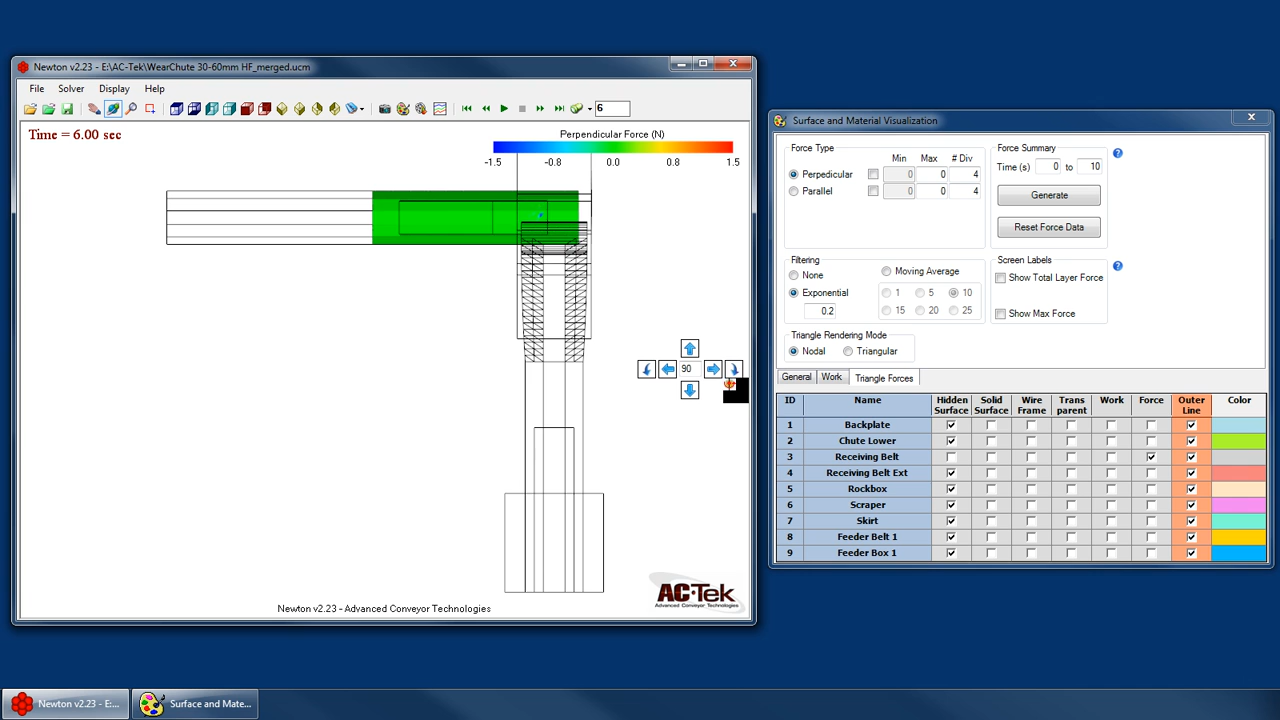 Newton v2.23 - E:\AC-Tek\WearChute 30-60mm HF_merged.ucm
File Solver Display Help
6
Time = 6.00 sec
Perpendicular Force (N)
-1.5 -0.8 0.0 0.8 1.5
90
AC-Tek
Advanced Conveyor Technologies
Newton v2.23 - Advanced Conveyor Technologies
Surface and Material Visualization
Force Type
Min Max # Div
Perpedicular 0 0 4
Parallel 0 0 4
Force Summary
Time (s) 0 to 10
Generate
Reset Force Data
Filtering
None
Exponential
0.2
Moving Average
1 5 10
15 20 25
Screen Labels
Show Total Layer Force
Show Max Force
Triangle Rendering Mode
Nodal Triangular
General Work Triangle Forces
ID Name Hidden Surface Solid Surface Wire Frame Trans parent Work Force Outer Line Color
1 Backplate
2 Chute Lower
3 Receiving Belt
4 Receiving Belt Ext
5 Rockbox
6 Scraper
7 Skirt
8 Feeder Belt 1
9 Feeder Box 1
Newton v2.23 - E:...
Surface and Mate...